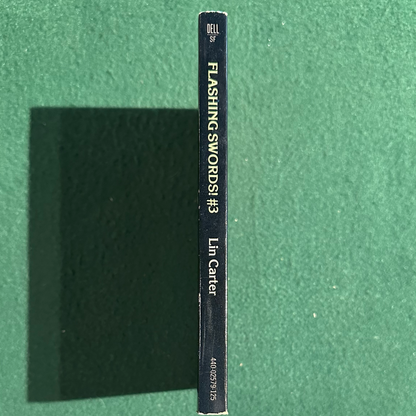 DELL
SF
FLASHING SWORDS! #3
Lin Carter
440-02579-125